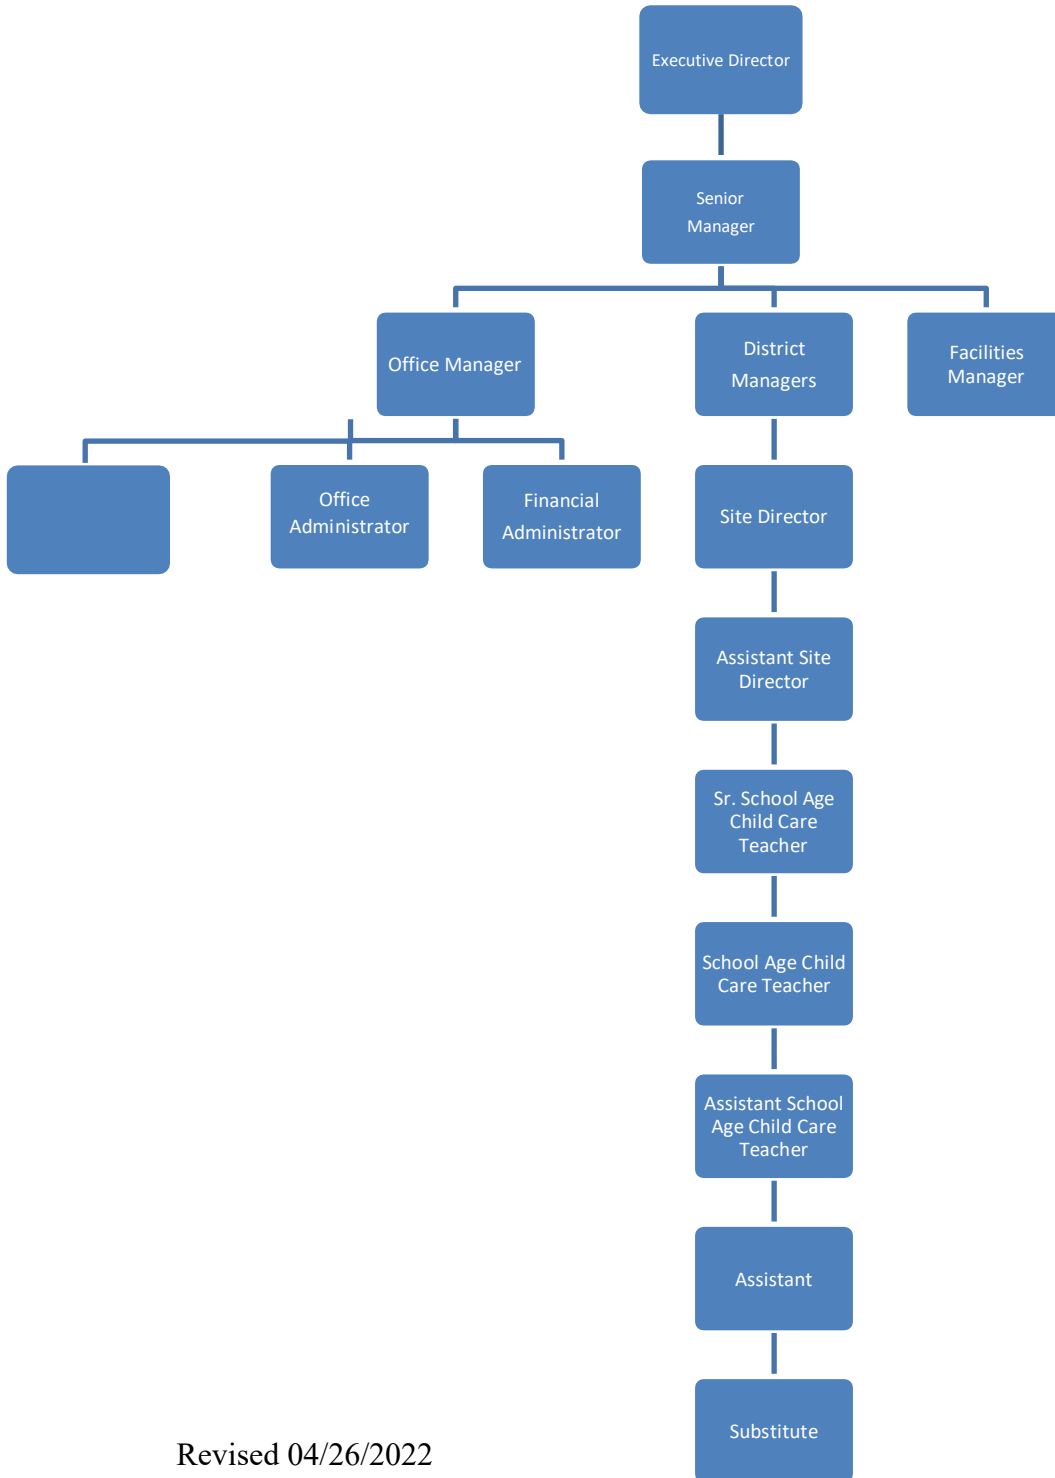 Executive Director
Senior
Manager
Office Manager
District
Managers
Facilities
Manager
Office
Administrator
Financial
Administrator
Site Director
Assistant Site
Director
Sr. School Age
Child Care
Teacher
School Age Child
Care Teacher
Assistant School
Age Child Care
Teacher
Assistant
Substitute
Revised 04/26/2022